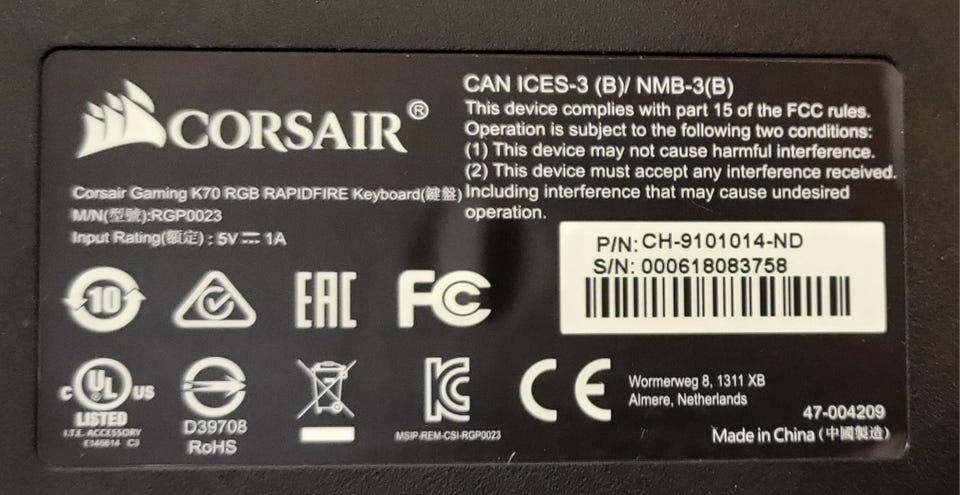 CORSAIR®
Corsair Gaming K70 RGB RAPIDFIRE Keyboard(鍵盤)
M/N(型號):RGP0023
Input Rating(額定) : 5V⎓ 1A
CAN ICES-3 (B)/ NMB-3(B)
This device complies with part 15 of the FCC rules.
Operation is subject to the following two conditions:
(1) This device may not cause harmful interference.
(2) This device must accept any interference received.
Including interference that may cause undesired
operation.
P/N: CH-9101014-ND
S/N: 000618083758
10
EAC
FC
C UL US
LISTED
I.T.E. ACCESSORY
E145614 C3
D39708
RoHS
MSIP-REM-CSI-RGP0023
CE
Wormerweg 8, 1311 XB
Almere, Netherlands
47-004209
Made in China (中國製造)